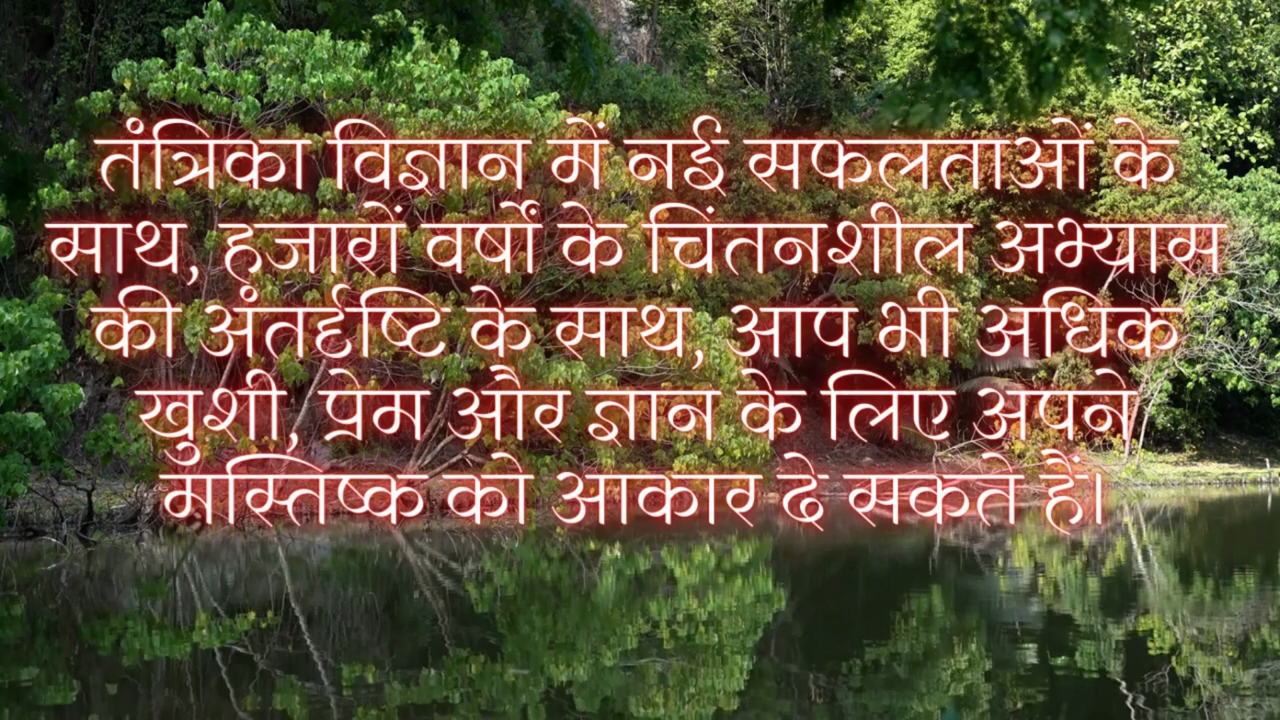 तंत्रिका विज्ञान में नई सफलताओं के
साथ, हजारों वर्षों के चिंतनशील अभ्यास
की अंतर्दृष्टि के साथ, आप भी अधिक
खुशी, प्रेम और ज्ञान के लिए अपने
मस्तिष्क को आकार दे सकते हैं।